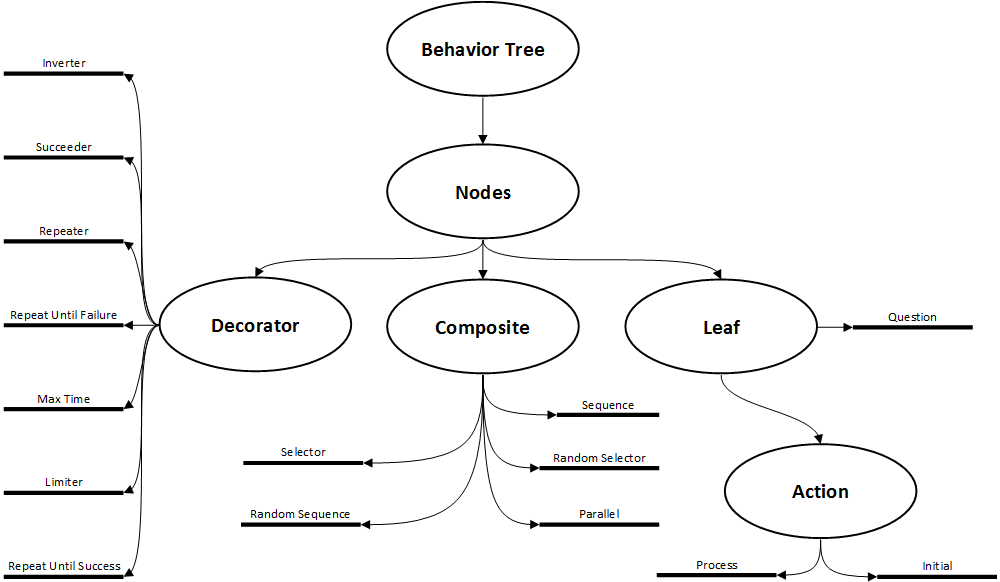 Behavior Tree
Nodes
Decorator
Composite
Leaf
Action
Inverter
Succeeder
Repeater
Repeat Until Failure
Max Time
Limiter
Repeat Until Success
Selector
Random Sequence
Sequence
Random Selector
Parallel
Question
Process
Initial